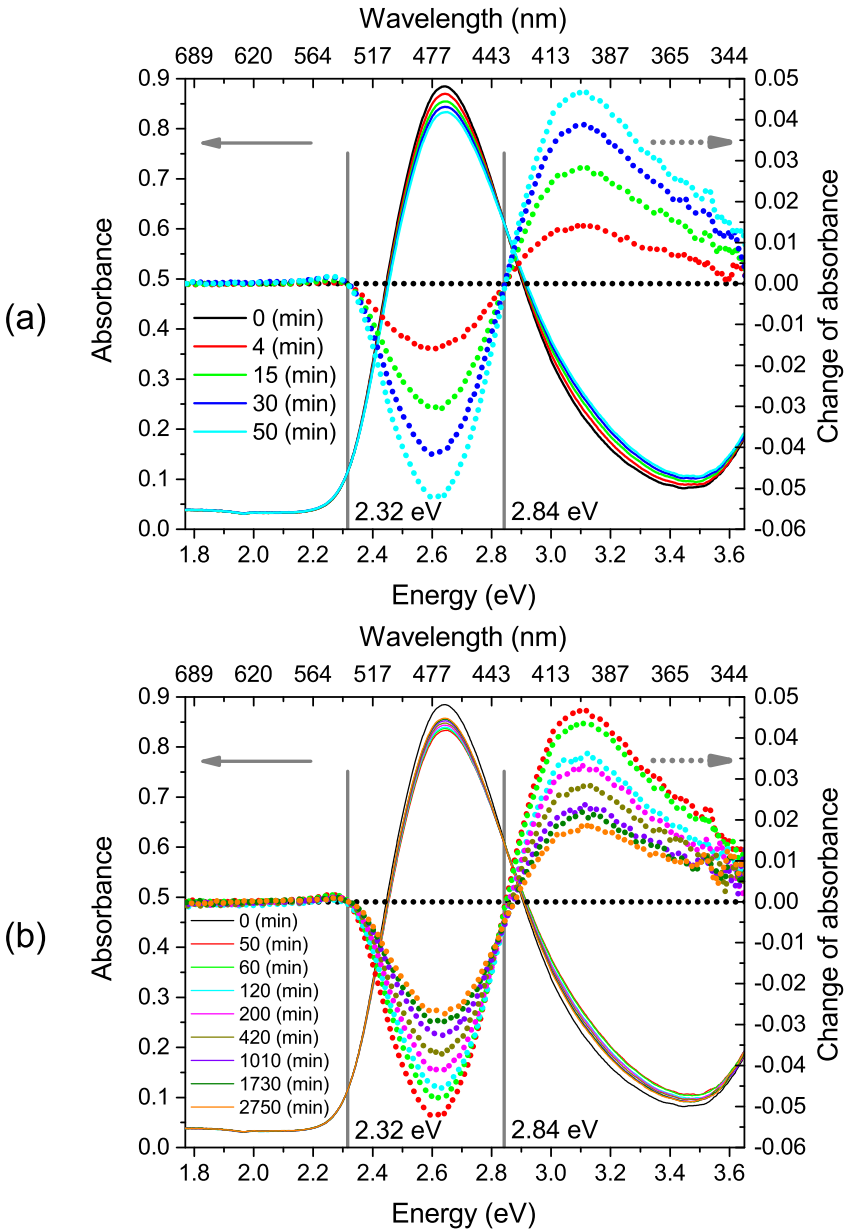 Wavelength (nm)
689 620 564 517 477 443 413 387 365 344
0.9 0.05
0.8 0.04
0.7 0.03
0.6 0.02
0.5 0.01
0.4 0.00
0.3 -0.01
0.2 -0.02
0.1 -0.03
0.0 -0.04
-0.05
-0.06
Absorbance
Change of absorbance
(a)
0 (min)
4 (min)
15 (min)
30 (min)
50 (min)
2.32 eV 2.84 eV
1.8 2.0 2.2 2.4 2.6 2.8 3.0 3.2 3.4 3.6
Energy (eV)
Wavelength (nm)
689 620 564 517 477 443 413 387 365 344
0.9 0.05
0.8 0.04
0.7 0.03
0.6 0.02
0.5 0.01
0.4 0.00
0.3 -0.01
0.2 -0.02
0.1 -0.03
0.0 -0.04
-0.05
-0.06
Absorbance
Change of absorbance
(b)
0 (min)
50 (min)
60 (min)
120 (min)
200 (min)
420 (min)
1010 (min)
1730 (min)
2750 (min)
2.32 eV 2.84 eV
1.8 2.0 2.2 2.4 2.6 2.8 3.0 3.2 3.4 3.6
Energy (eV)